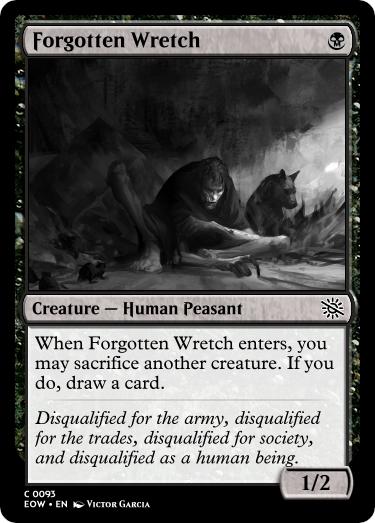 Forgotten Wretch
Creature — Human Peasant
When Forgotten Wretch enters, you
may sacrifice another creature. If you
do, draw a card.
Disqualified for the army, disqualified
for the trades, disqualified for society,
and disqualified as a human being.
1/2
C 0093
EOW • EN Victor Garcia